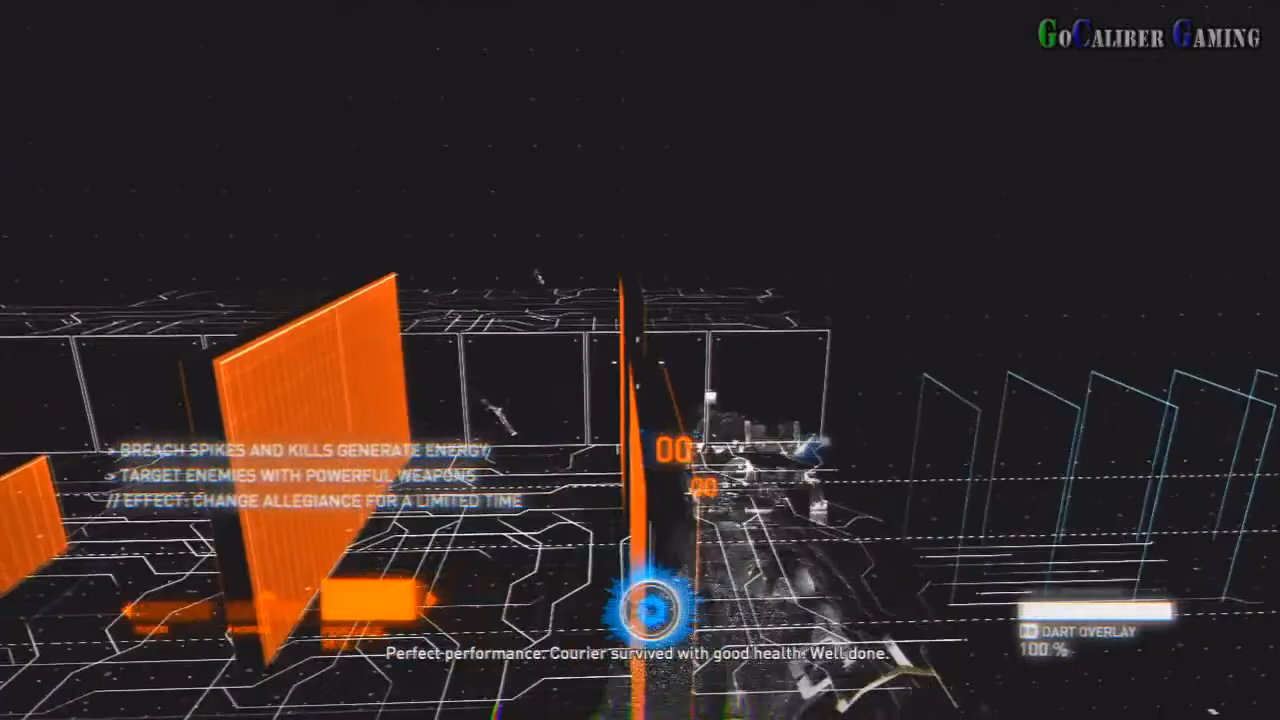 GoCaliber Gaming
> BREACH SPIKES AND KILLS GENERATE ENERGY
> TARGET ENEMIES WITH POWERFUL WEAPONS
// EFFECT: CHANGE ALLEGIANCE FOR A LIMITED TIME
00
00
DART OVERLAY
100 %
Perfect performance. Courier survived with good health. Well done.